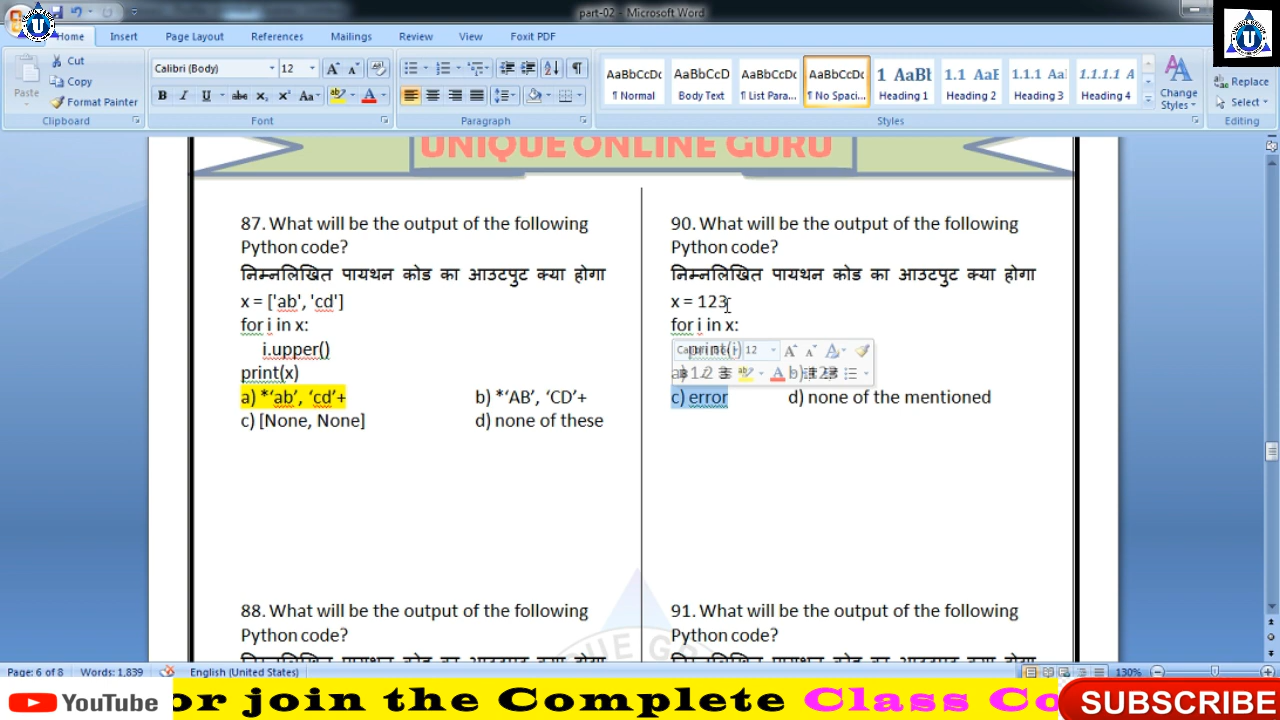 part-02 - Microsoft Word
Home Insert Page Layout References Mailings Review View Foxit PDF
Paste Cut Copy Format Painter
Calibri (Body) 12
AaBbCcDc AaBbCcD AaBbCcDc AaBbCcDc 1 AaBb 1.1 AaE 1.1.1 Aa 1.1.1.1 A
¶ Normal Body Text ¶ List Para... ¶ No Spaci... Heading 1 Heading 2 Heading 3 Heading 4
Change Styles
Replace
Select
Clipboard Font Paragraph Styles Editing
UNIQUE ONLINE GURU
87. What will be the output of the following
Python code?
निम्नलिखित पायथन कोड का आउटपुट क्या होगा
x = ['ab', 'cd']
for i in x:
i.upper()
print(x)
a) *‘ab’, ‘cd’+ b) *‘AB’, ‘CD’+
c) [None, None] d) none of these
88. What will be the output of the following
Python code?
90. What will be the output of the following
Python code?
निम्नलिखित पायथन कोड का आउटपुट क्या होगा
x = 123
for i in x:
print(i)
a) 1 2 3 b) 123
c) error d) none of the mentioned
91. What will be the output of the following
Python code?
Page: 6 of 8 Words: 1,839 English (United States) 130%
YouTube or join the Complete Class Co SUBSCRIBE